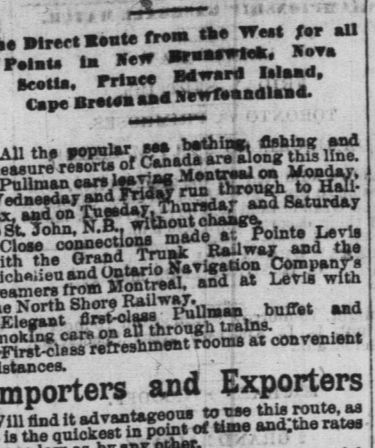 he Direct Route from the West for all
Points in New Brunswick, Nova
Scotia, Prince Edward Island,
Cape Breton and Newfoundland.
All the popular sea bathing, fishing and
easure resorts of Canada are along this line.
Pullman cars leaving Montreal on Monday,
ednesday and Friday run through to Hali-
x, and on Tuesday, Thursday and Saturday
St. John, N.B., without change.
Close connections made at Pointe Levis
ith the Grand Trunk Railway and the
ichelieu and Ontario Navigation Company's
eamers from Montreal, and at Levis with
e North Shore Railway.
Elegant first-class Pullman buffet and
moking cars on all through trains.
First-class refreshment rooms at convenient
istances.
mporters and Exporters
Will find it advantageous to use this route, as
is the quickest in point of time and the rates
by any other.